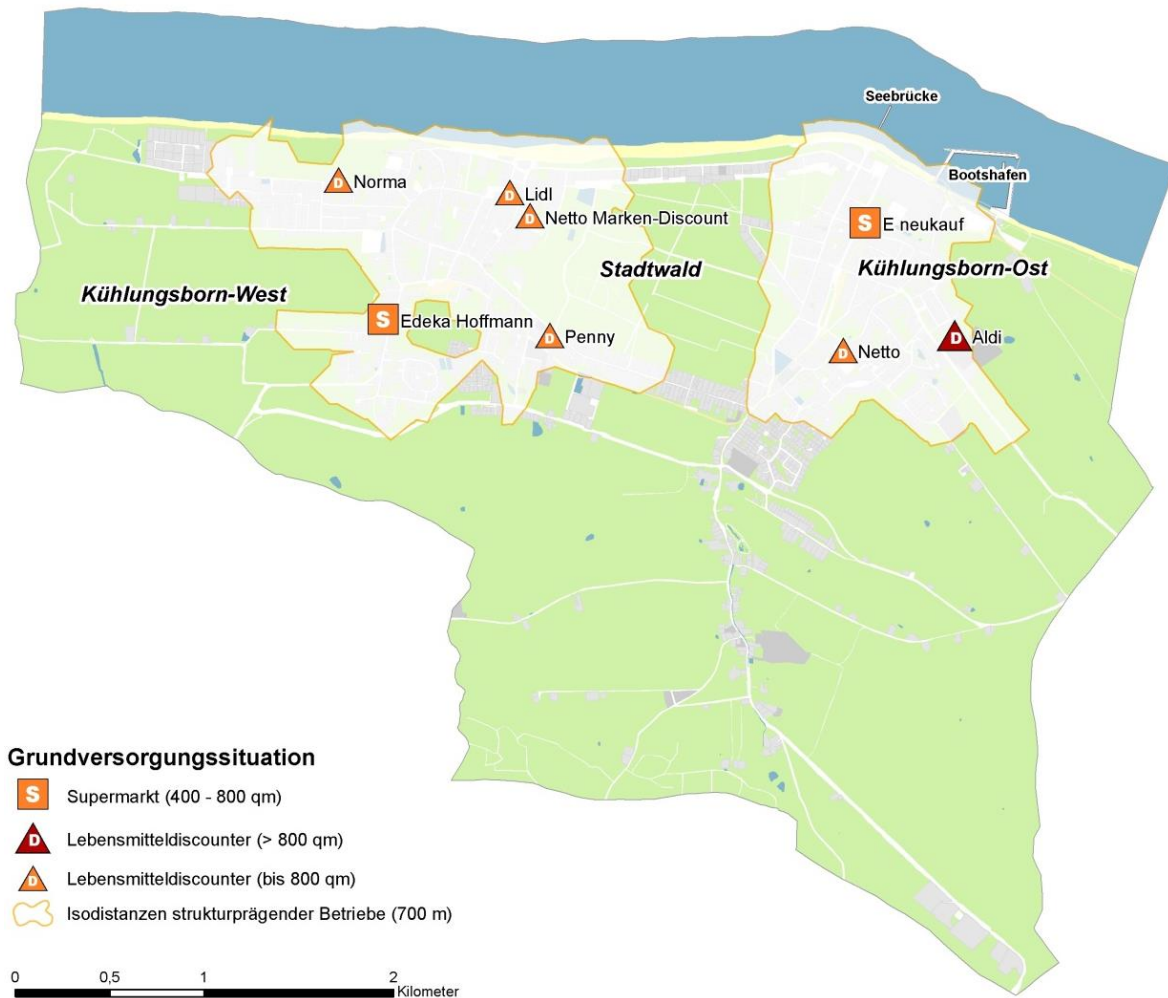 Seebrücke
Bootshafen
D Norma
D Lidl
D Netto Marken-Discount
S E neukauf
Stadtwald
Kühlungsborn-Ost
Kühlungsborn-West
S Edeka Hoffmann
D Penny
D Netto
D Aldi
Grundversorgungssituation
S Supermarkt (400 - 800 qm)
D Lebensmitteldiscounter (> 800 qm)
D Lebensmitteldiscounter (bis 800 qm)
Isodistanzen strukturprägender Betriebe (700 m)
0 0,5 1 2
Kilometer